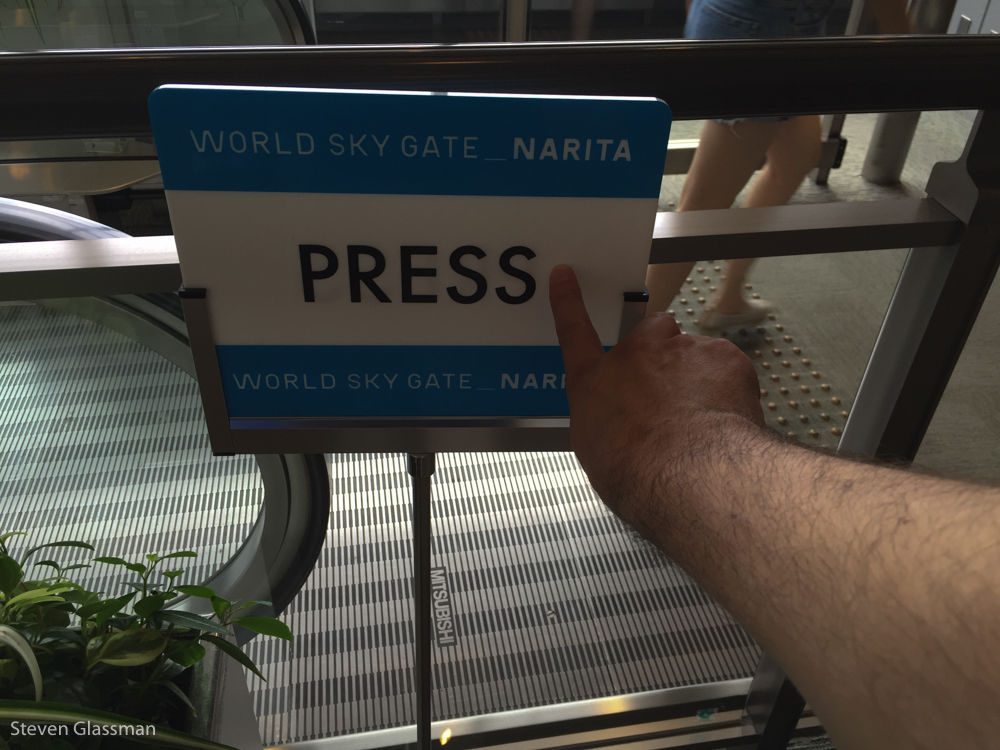 WORLD SKY GATE_NARITA
PRESS
WORLD SKY GATE_NARI
MITSUBISHI
Steven Glassman